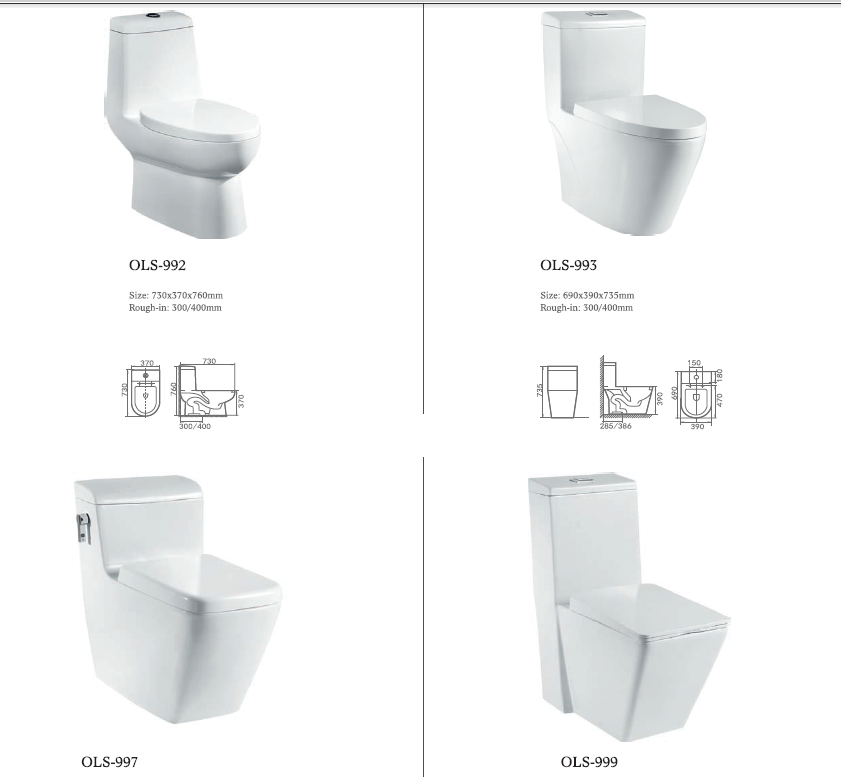 OLS-992
Size: 730x370x760mm
Rough-in: 300/400mm
370
730
730
760
370
300/400
OLS-993
Size: 690x390x735mm
Rough-in: 300/400mm
735
285/386
390
150
180
690
470
390
OLS-997
OLS-999